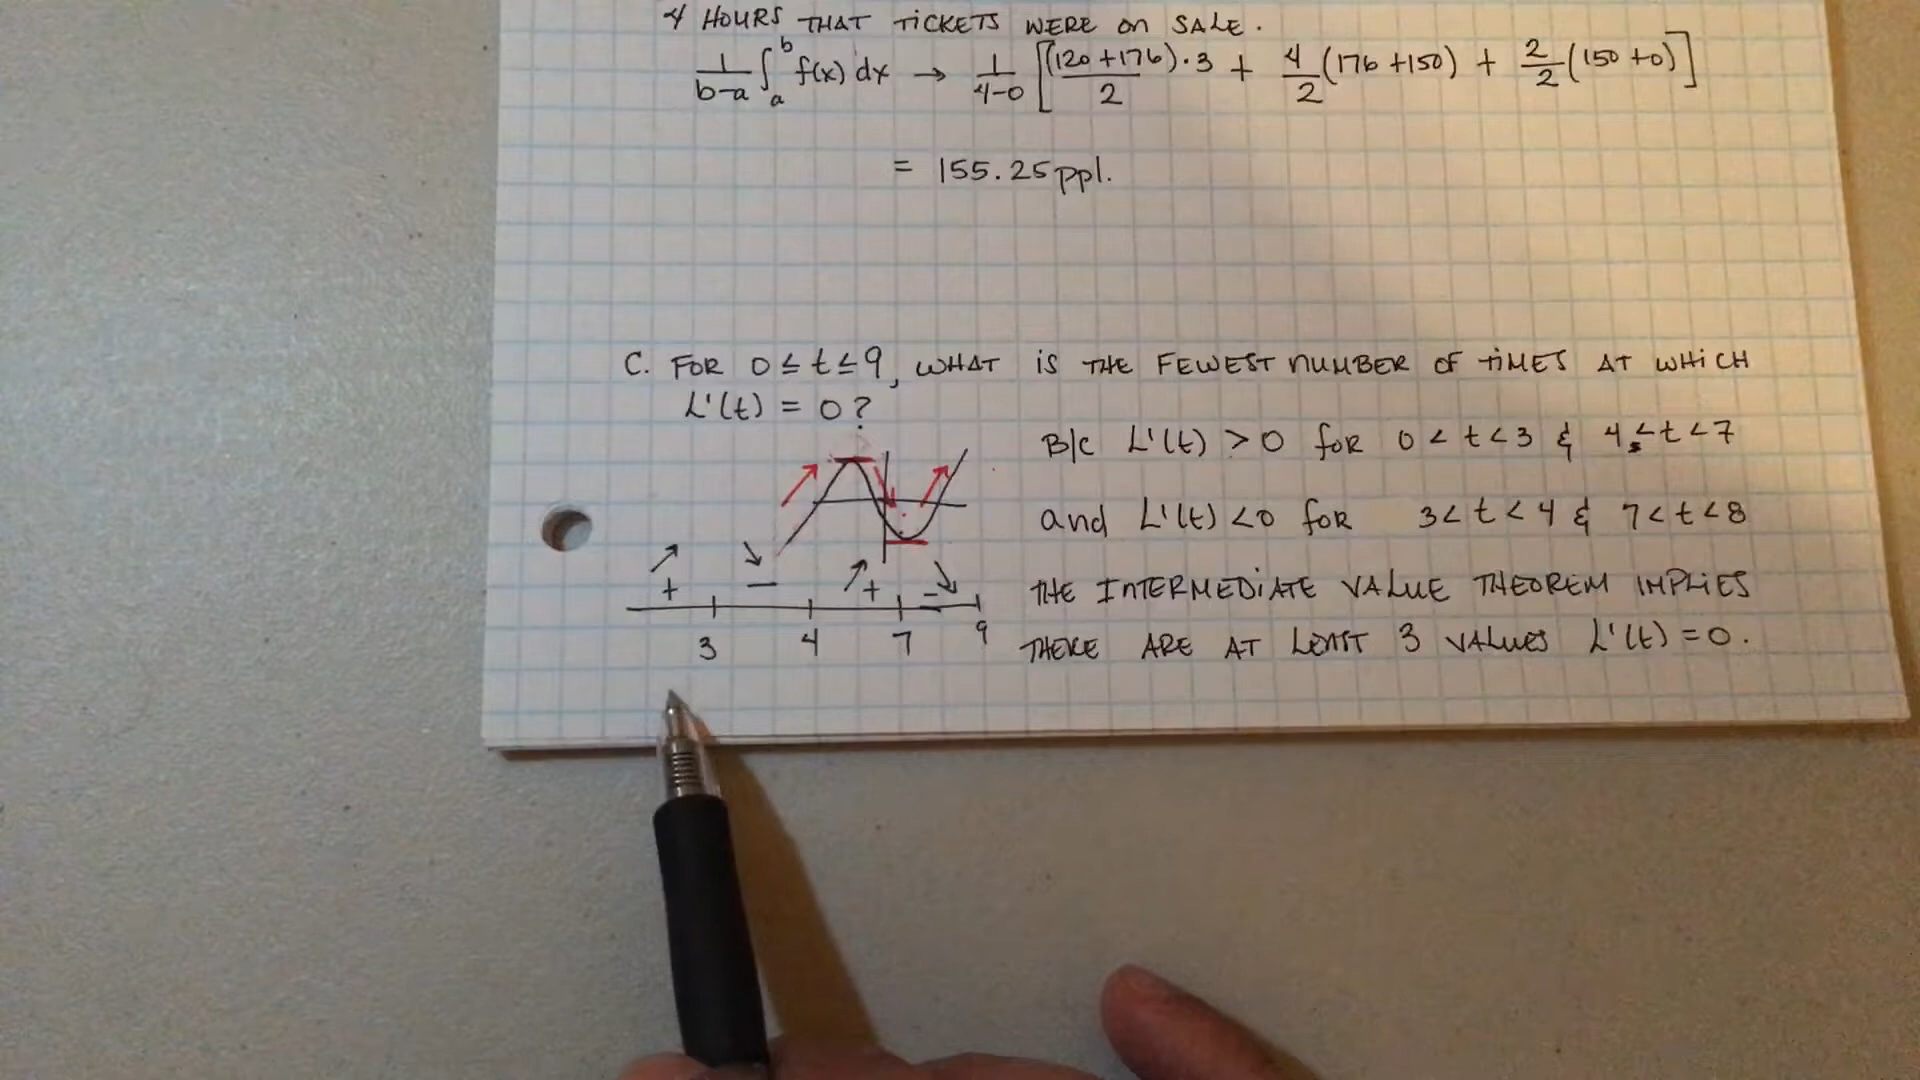 4 HOURS THAT TICKETS WERE ON SALE.
1/(b-a) ∫_a^b f(x) dx → 1/(4-0) [(120+176)·3/2 + 4/2 (176+150) + 2/2 (150+0)]
= 155.25 ppl.
C. FOR 0 ≤ t ≤ 9, WHAT IS THE FEWEST NUMBER OF TIMES AT WHICH
L'(t) = 0?
B/C L'(t) > 0 FOR 0 < t < 3 & 4 < t < 7
and L'(t) < 0 for 3 < t < 4 & 7 < t < 8
+ − + −
3 4 7 9
THE INTERMEDIATE VALUE THEOREM IMPLIES
THERE ARE AT LEAST 3 VALUES L'(t) = 0.